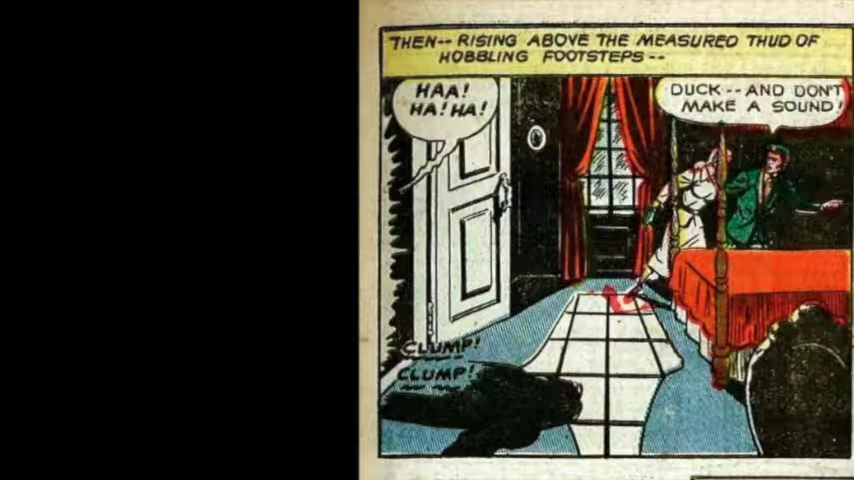 THEN-- RISING ABOVE THE MEASURED THUD OF
HOBBLING FOOTSTEPS--
HAA!
HA! HA!
DUCK--AND DON'T
MAKE A SOUND!
CLUMP!
CLUMP!